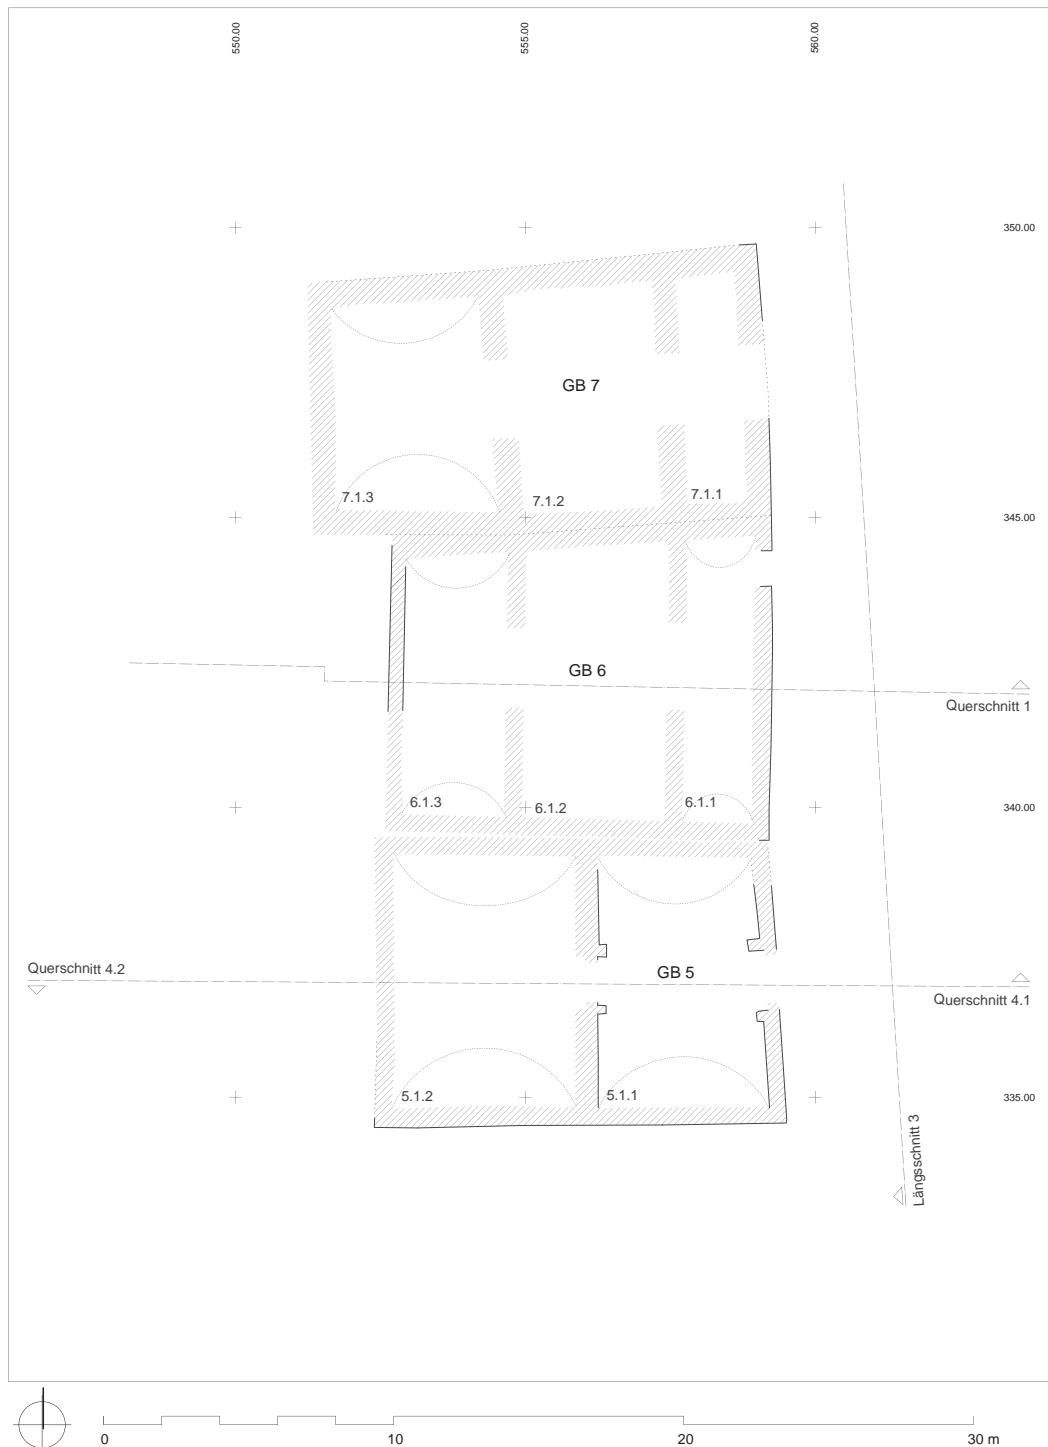 550.00
555.00
560.00
350.00
GB 7
7.1.3
7.1.2
7.1.1
345.00
GB 6
Querschnitt 1
6.1.3
6.1.2
6.1.1
340.00
Querschnitt 4.2
GB 5
Querschnitt 4.1
5.1.2
5.1.1
335.00
Längsschnitt 3
0
10
20
30 m